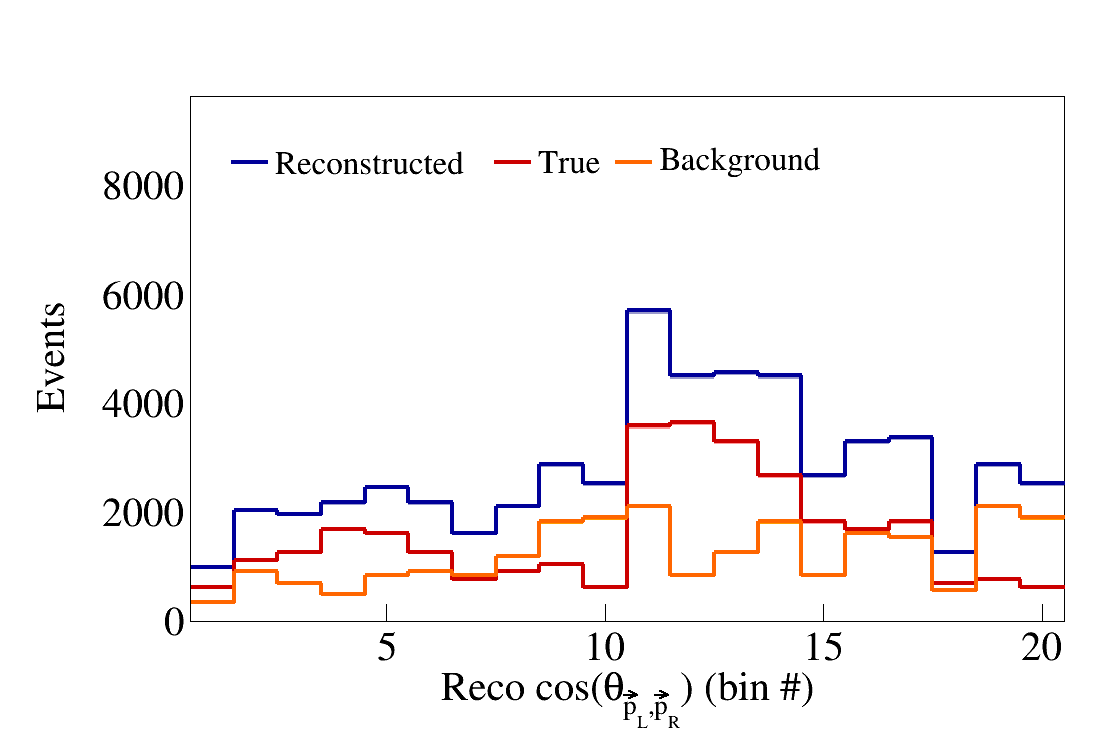 Reconstructed True Background
8000
6000
4000
2000
0
Events
5 10 15 20
Reco cos(θp⃗L,p⃗R) (bin #)